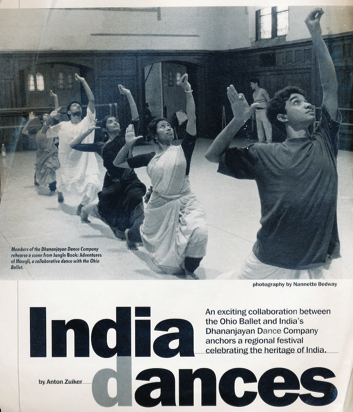 Members of the Dhananjayan Dance Company
rehearse a scene from Jungle Book: Adventures
of Mowgli, a collaborative dance with the Ohio
Ballet.
photography by Nannette Bedway
India
dances
An exciting collaboration between
the Ohio Ballet and India's
Dhananjayan Dance Company
anchors a regional festival
celebrating the heritage of India.
by Anton Zuiker